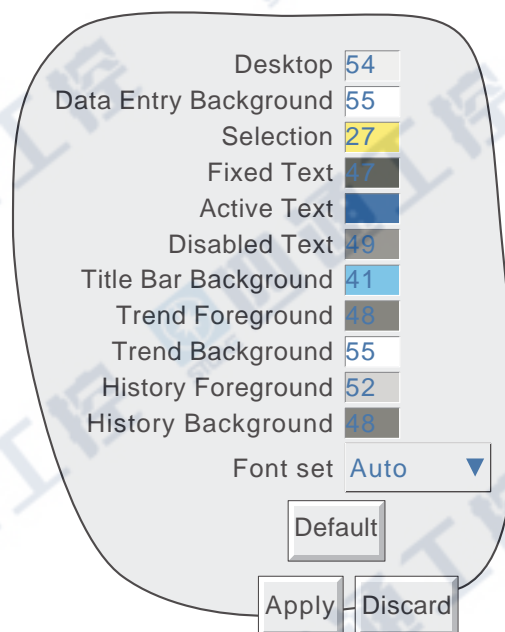 Desktop 54
Data Entry Background 55
Selection 27
Fixed Text 47
Active Text
Disabled Text 49
Title Bar Background 41
Trend Foreground 48
Trend Background 55
History Foreground 52
History Background 48
Font set Auto
Default
Apply Discard